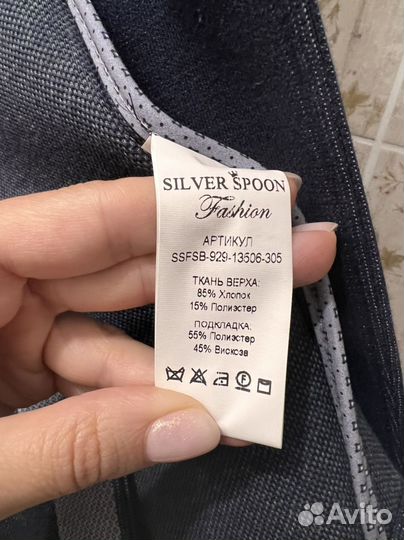 SILVER SPOON
Fashion
АРТИКУЛ
SSFSB-929-13506-305
ТКАНЬ ВЕРХА:
85% Хлопок
15% Полиэстер
ПОДКЛАДКА:
55% Полиэстер
45% Вискоза
F
Avito